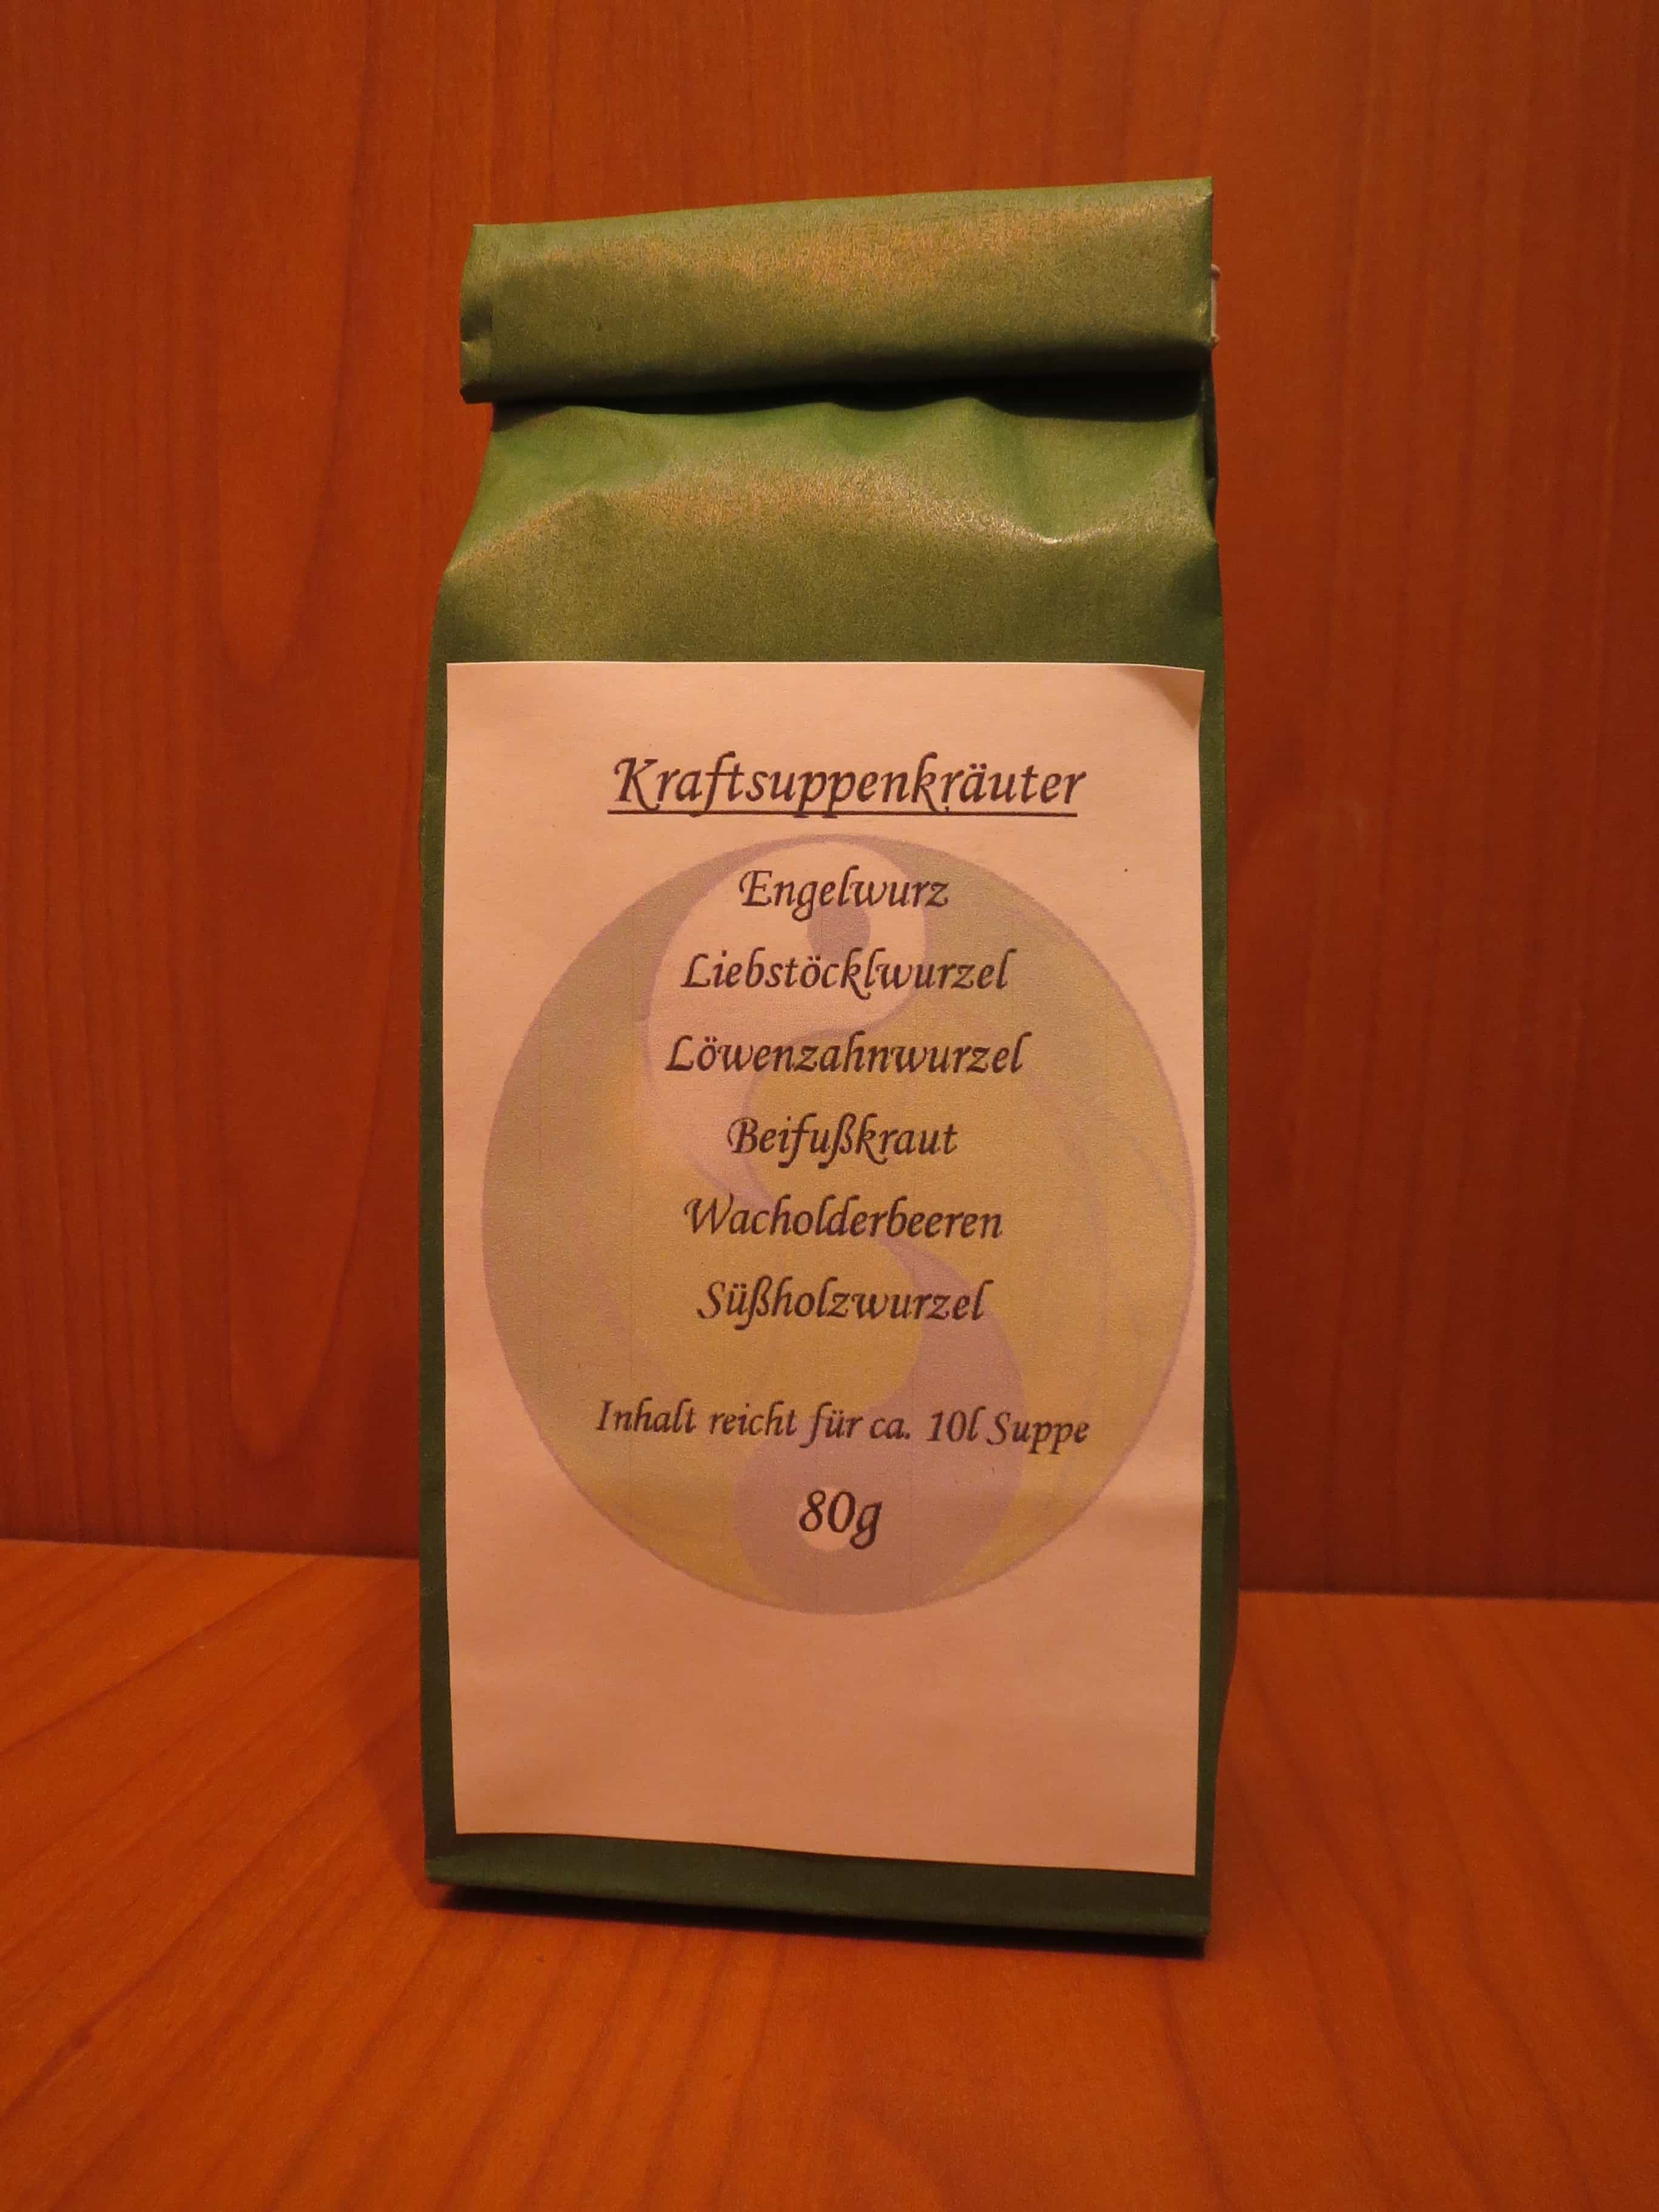 Kraftsuppenkräuter
Engelwurz
Liebstöcklwurzel
Löwenzahnwurzel
Beifußkraut
Wacholderbeeren
Süßholzwurzel
Inhalt reicht für ca. 10l Suppe
80g